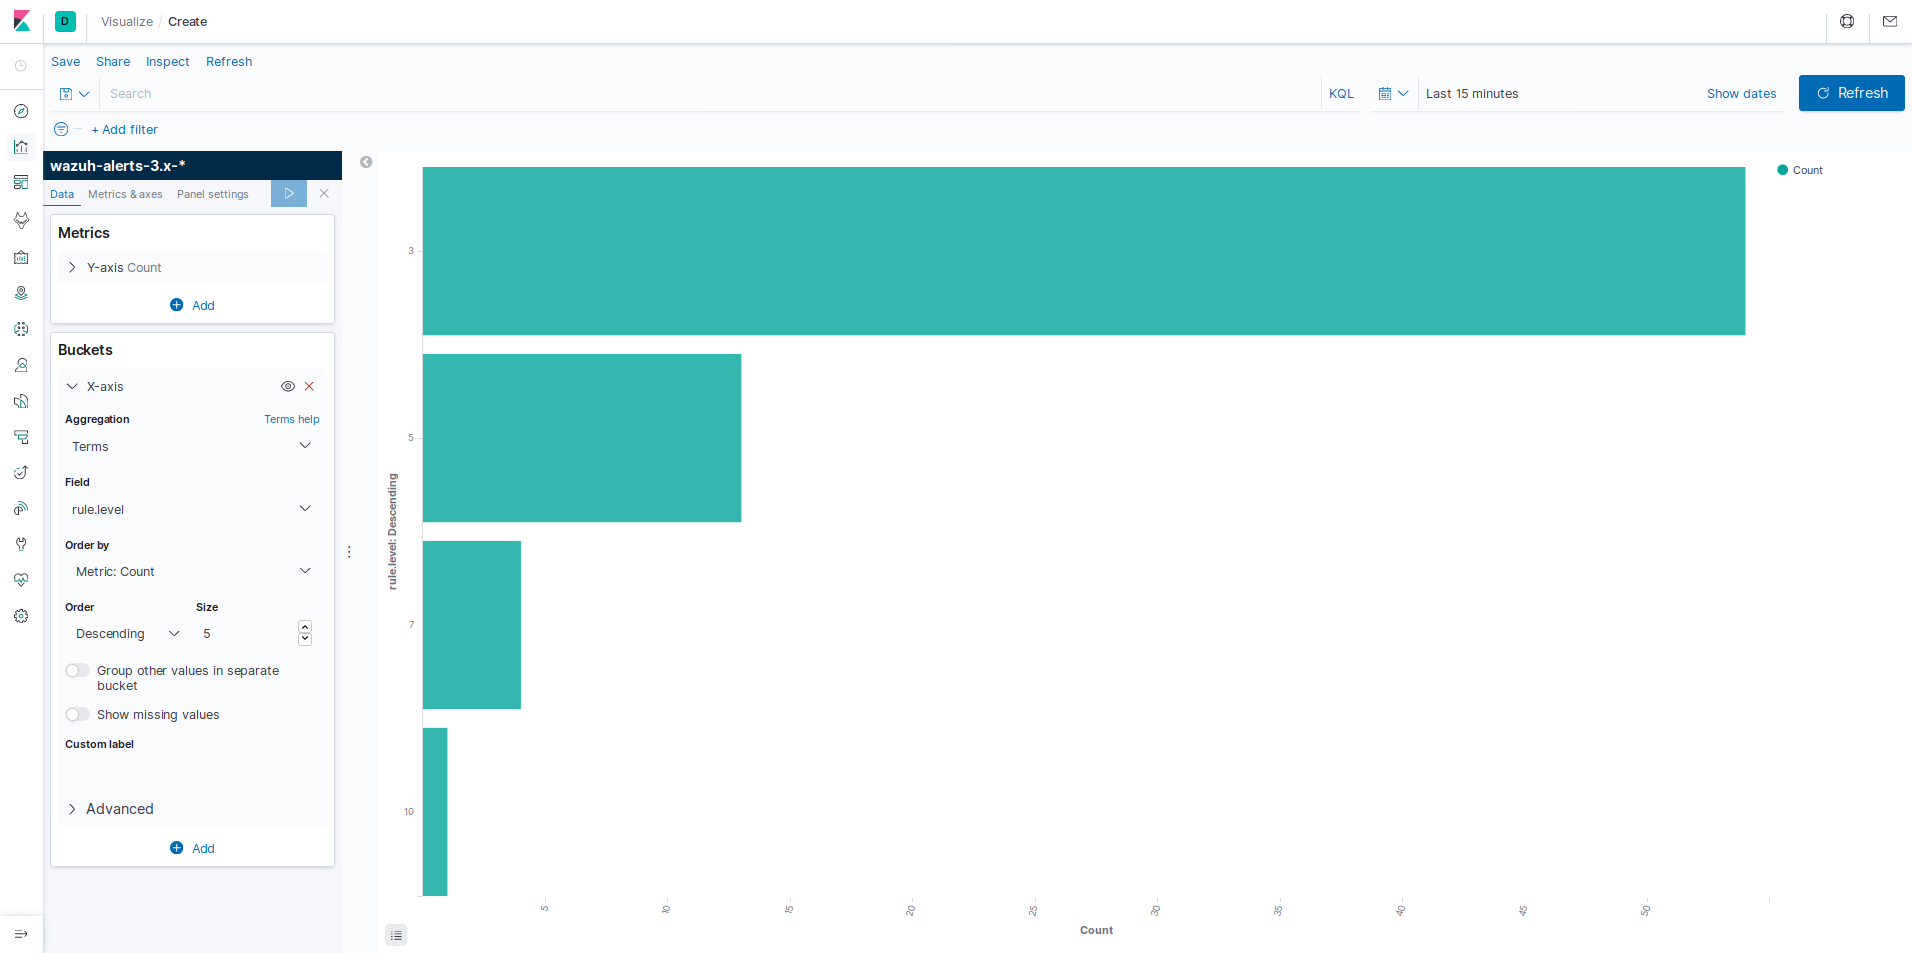 D
Visualize / Create
Save Share Inspect Refresh
Search
KQL
Last 15 minutes
Show dates
Refresh
+ Add filter
wazuh-alerts-3.x-*
Data Metrics & axes Panel settings
Metrics
Y-axis Count
Add
Buckets
X-axis
Aggregation
Terms help
Terms
Field
rule.level
Order by
Metric: Count
Order Size
Descending 5
Group other values in separate
bucket
Show missing values
Custom label
Advanced
Add
rule.level: Descending
3
5
7
10
5 10 15 20 25 30 35 40 45 50
Count
Count